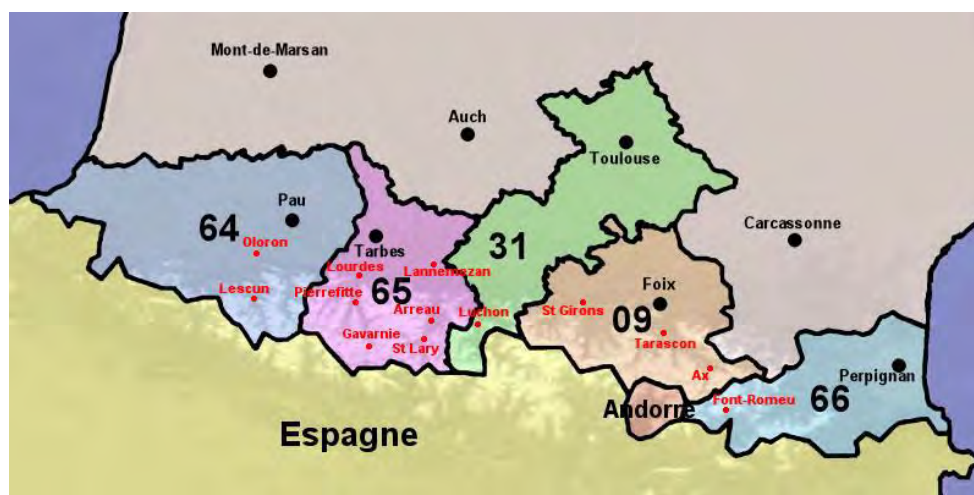 Mont-de-Marsan
Auch
Toulouse
Pau
64
Oloron
Tarbes
31
Carcassonne
Lourdes
Lannemezan
Lescun
Pierrefitte
65
Arreau
Luchon
St Girons
Foix
09
Gavarnie
St Lary
Tarascon
Ax
Perpignan
Font-Romeu
66
Andorre
Espagne